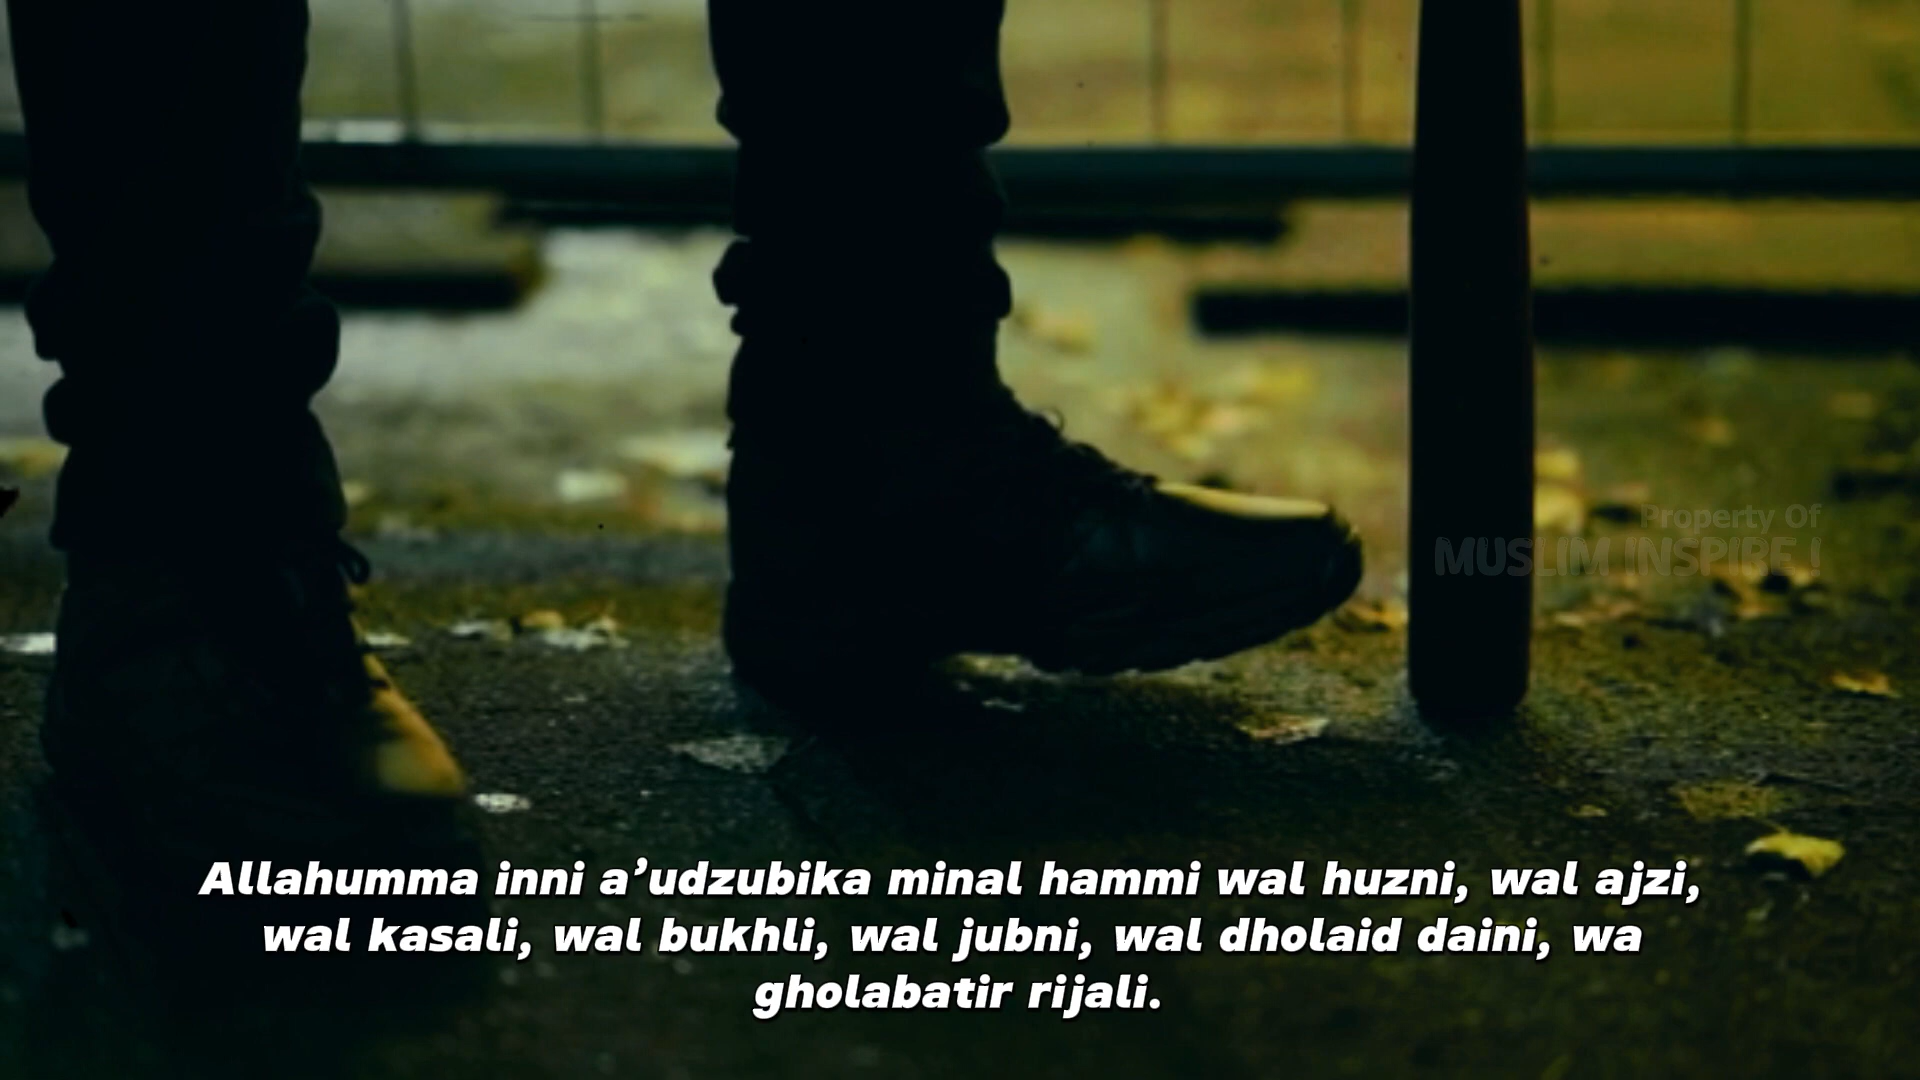 Property Of
MUSLIM INSPIRE !
Allahumma inni a’udzubika minal hammi wal huzni, wal ajzi,
wal kasali, wal bukhli, wal jubni, wal dholaid daini, wa
gholabatir rijali.